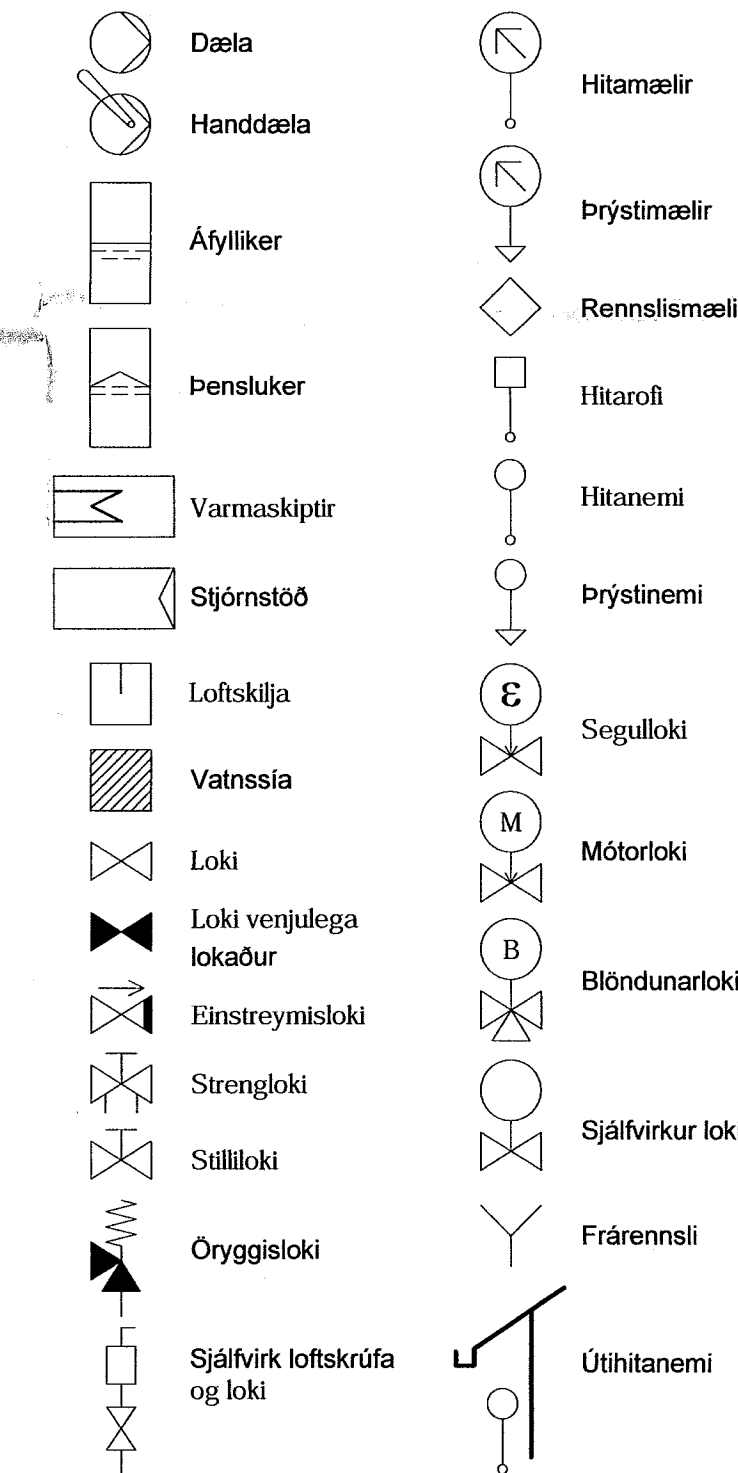 Dæla
Handdæla
Áfylliker
Þensluker
Varmaskiptir
Stjórnstöð
Loftskilja
Vatnssía
Loki
Loki venjulega
lokaður
Einstreymisloki
Strengloki
Stilliloki
Öryggisloki
Sjálfvirk loftskrúfa
og loki
Hitamælir
Þrýstimælir
Rennslismæli
Hitarofi
Hitanemi
Þrýstinemi
ε
Segulloki
M
Mótorloki
B
Blöndunarloki
Sjálfvirkur loki
Frárennsli
Útihitanemi